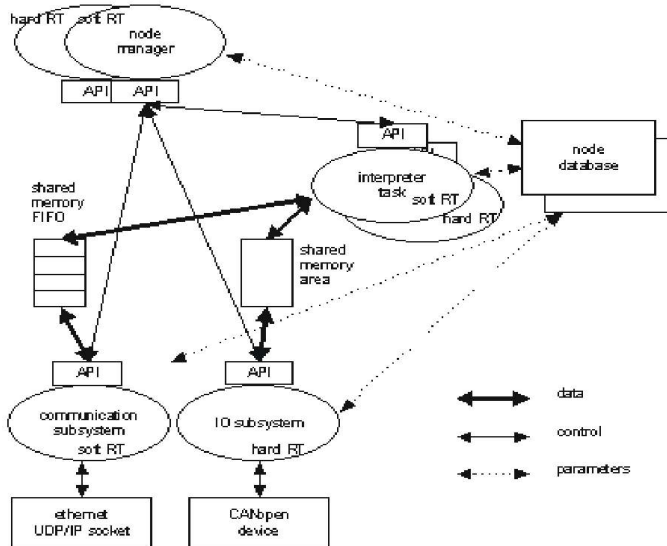 hard RT soft RT
node
manager
API API
API
interpreter
task
soft RT
hard RT
node
database
shared
memory
FIFO
shared
memory
area
API
API
communication
subsystem
soft RT
IO subsystem
hard RT
data
control
parameters
ethernet
UDP/IP socket
CANopen
device